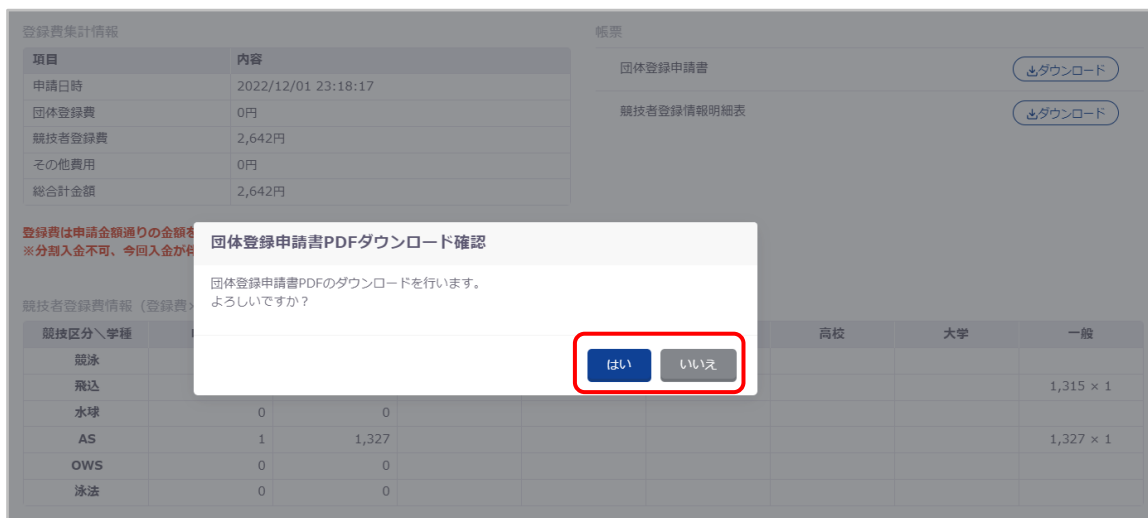 登録費集計情報
項目 内容
申請日時 2022/12/01 23:18:17
団体登録費 0円
競技者登録費 2,642円
その他費用 0円
総合計金額 2,642円
帳票
団体登録申請書 ダウンロード
競技者登録情報明細表 ダウンロード
登録費は申請金額通りの金額
※分割入金不可、今回入金が
団体登録申請書PDFダウンロード確認
団体登録申請書PDFのダウンロードを行います。
よろしいですか？
はい いいえ
競技者登録費情報（登録費×
競技区分＼学種 高校 大学 一般
競泳
飛込 1,315 × 1
水球 0 0
AS 1 1,327 1,327 × 1
OWS 0 0
泳法 0 0